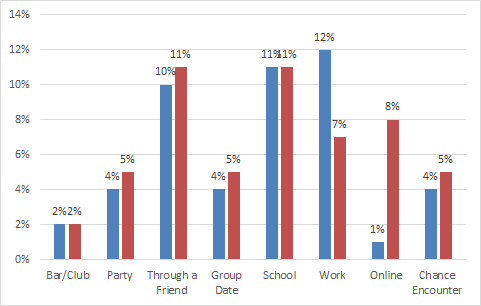 14%
12%
10%
8%
6%
4%
2%
0%
2% 2%
4% 5%
10% 11%
4% 5%
11% 11%
12% 7%
1% 8%
4% 5%
Bar/Club
Party
Through a
Friend
Group
Date
School
Work
Online
Chance
Encounter